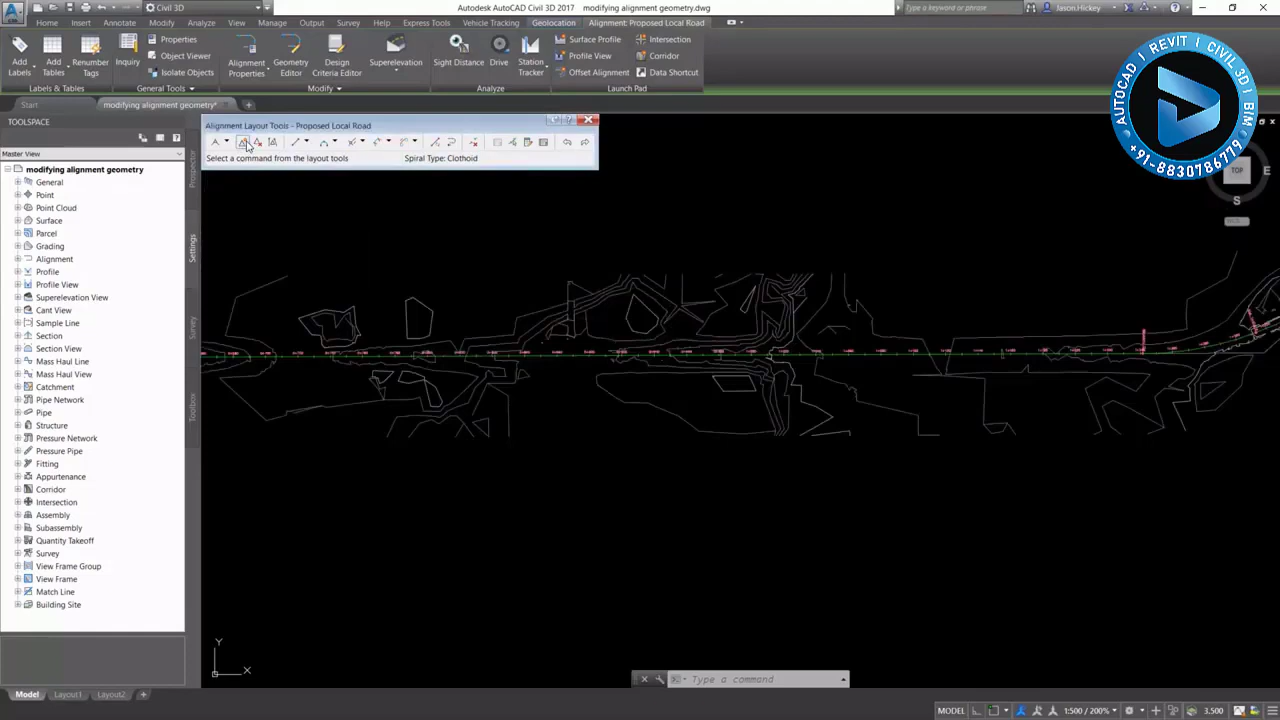 Civil 3D
Autodesk AutoCAD Civil 3D 2017 modifying alignment geometry.dwg
Type a keyword or phrase
Jason.Hickey
Home Insert Annotate Modify Analyze View Manage Output Survey Help Express Tools Vehicle Tracking Geolocation Alignment: Proposed Local Road
Add Labels
Add Tables
Renumber Tags
Inquiry
Properties
Object Viewer
Isolate Objects
Alignment Properties
Geometry Editor
Design Criteria Editor
Superelevation
Sight Distance
Drive
Station Tracker
Surface Profile
Profile View
Offset Alignment
Intersection
Corridor
Data Shortcut
Labels & Tables
General Tools
Modify
Analyze
Launch Pad
AUTOCAD I REVIT I CIVIL 3D I BIM
+91-8830786779
Start
modifying alignment geometry*
TOOLSPACE
Master View
modifying alignment geometry
General
Point
Point Cloud
Surface
Parcel
Grading
Alignment
Profile
Profile View
Superelevation View
Cant View
Sample Line
Section
Section View
Mass Haul Line
Mass Haul View
Catchment
Pipe Network
Pipe
Structure
Pressure Network
Pressure Pipe
Fitting
Appurtenance
Corridor
Intersection
Assembly
Subassembly
Quantity Takeoff
Survey
View Frame Group
View Frame
Match Line
Building Site
Prospector
Settings
Survey
Toolbox
Alignment Layout Tools - Proposed Local Road
Select a command from the layout tools
Spiral Type: Clothoid
TOP
E
S
Y
X
Type a command
Model Layout1 Layout2
MODEL
1:500 / 200%
3.500